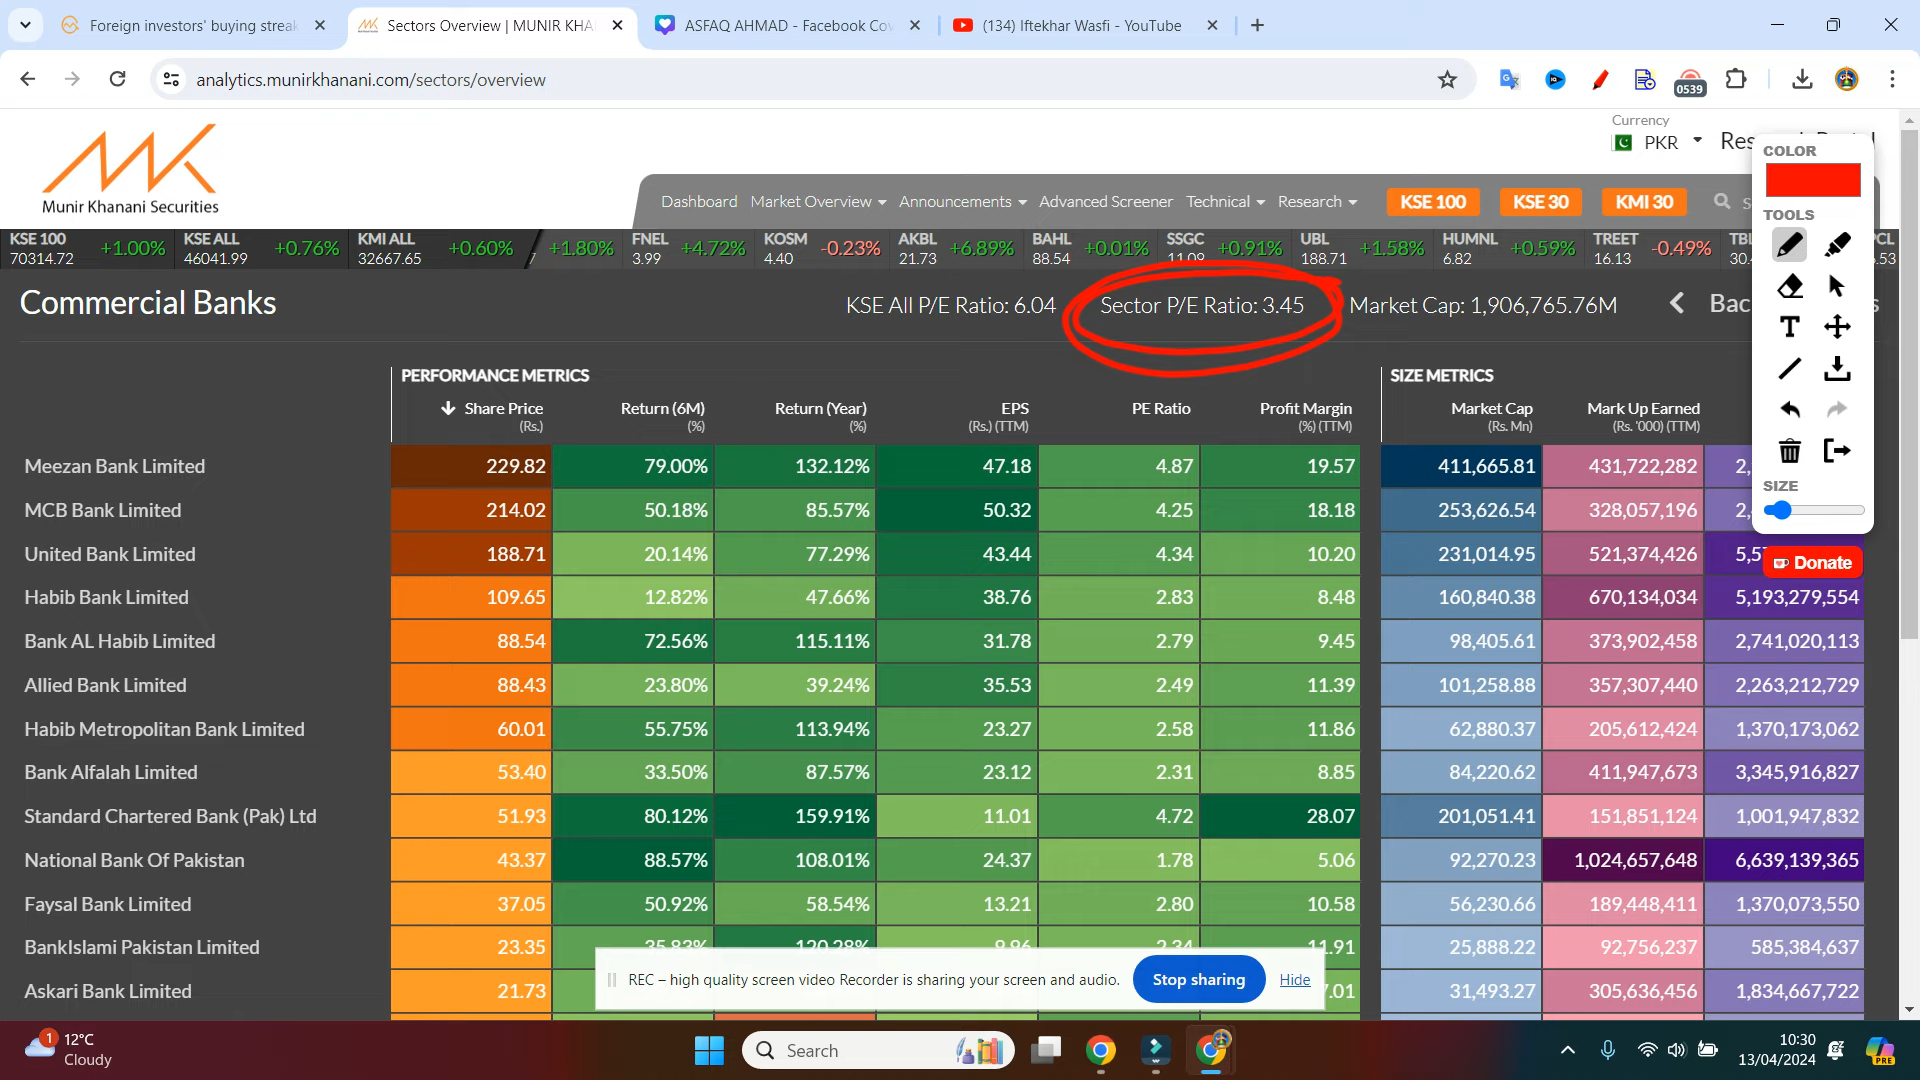 Foreign investors' buying streak
Sectors Overview | MUNIR KHA
ASFAQ AHMAD - Facebook Cov
(134) Iftekhar Wasfi - YouTube
analytics.munirkhanani.com/sectors/overview
0539
Currency
PKR
Munir Khanani Securities
Dashboard Market Overview Announcements Advanced Screener Technical Research KSE 100 KSE 30 KMI 30
KSE 100 70314.72 +1.00%
KSE ALL 46041.99 +0.76%
KMI ALL 32667.65 +0.60%
+1.80%
FNEL 3.99 +4.72%
KOSM 4.40 -0.23%
AKBL 21.73 +6.89%
BAHL 88.54 +0.01%
SSGC 11.09 +0.91%
UBL 188.71 +1.58%
HUMNL 6.82 +0.59%
TREET 16.13 -0.49%
Commercial Banks KSE All P/E Ratio: 6.04 Sector P/E Ratio: 3.45 Market Cap: 1,906,765.76M
PERFORMANCE METRICS SIZE METRICS
Share Price Return (6M) Return (Year) EPS PE Ratio Profit Margin Market Cap Mark Up Earned
(Rs.) (%) (%) (Rs.) (TTM) (%) (TTM) (Rs. Mn) (Rs. '000) (TTM)
Meezan Bank Limited 229.82 79.00% 132.12% 47.18 4.87 19.57 411,665.81 431,722,282 2,
MCB Bank Limited 214.02 50.18% 85.57% 50.32 4.25 18.18 253,626.54 328,057,196 2,
United Bank Limited 188.71 20.14% 77.29% 43.44 4.34 10.20 231,014.95 521,374,426 5,5
Habib Bank Limited 109.65 12.82% 47.66% 38.76 2.83 8.48 160,840.38 670,134,034 5,193,279,554
Bank AL Habib Limited 88.54 72.56% 115.11% 31.78 2.79 9.45 98,405.61 373,902,458 2,741,020,113
Allied Bank Limited 88.43 23.80% 39.24% 35.53 2.49 11.39 101,258.88 357,307,440 2,263,212,729
Habib Metropolitan Bank Limited 60.01 55.75% 113.94% 23.27 2.58 11.86 62,880.37 205,612,424 1,370,173,062
Bank Alfalah Limited 53.40 33.50% 87.57% 23.12 2.31 8.85 84,220.62 411,947,673 3,345,916,827
Standard Chartered Bank (Pak) Ltd 51.93 80.12% 159.91% 11.01 4.72 28.07 201,051.41 151,851,124 1,001,947,832
National Bank Of Pakistan 43.37 88.57% 108.01% 24.37 1.78 5.06 92,270.23 1,024,657,648 6,639,139,365
Faysal Bank Limited 37.05 50.92% 58.54% 13.21 2.80 10.58 56,230.66 189,448,411 1,370,073,550
BankIslami Pakistan Limited 23.35 35.83% 120.28% 9.96 2.34 11.91 25,888.22 92,756,237 585,384,637
Askari Bank Limited 21.73 31,493.27 305,636,456 1,834,667,722
COLOR
TOOLS
SIZE
Donate
REC – high quality screen video Recorder is sharing your screen and audio. Stop sharing Hide
1
12°C
Cloudy
Search
10:30
13/04/2024
PRE